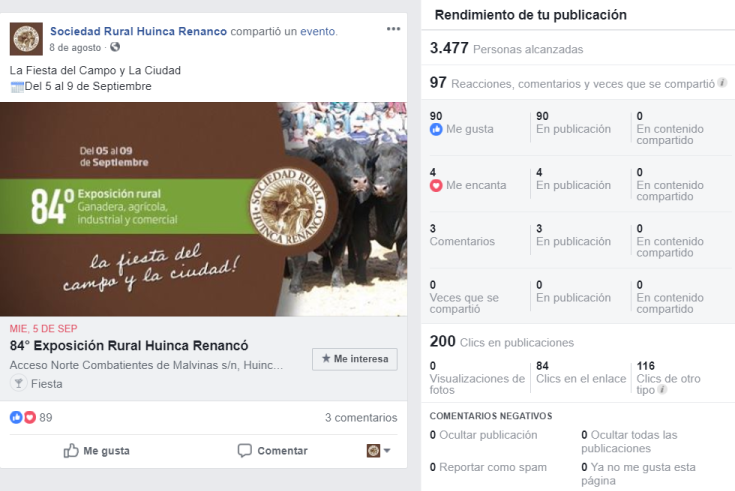 Sociedad Rural Huinca Renanco compartió un evento.
8 de agosto
La Fiesta del Campo y La Ciudad
Del 5 al 9 de Septiembre
Del 05 al 09
de Septiembre
84º Exposición rural
Ganadera, agrícola,
industrial y comercial
SOCIEDAD RURAL
HUINCA RENANCO
la fiesta del
campo y la ciudad!
MIE, 5 DE SEP
84° Exposición Rural Huinca Renancó
Acceso Norte Combatientes de Malvinas s/n, Huinc...
Fiesta
Me interesa
89
3 comentarios
Me gusta
Comentar
Rendimiento de tu publicación
3.477 Personas alcanzadas
97 Reacciones, comentarios y veces que se compartió
90
Me gusta
90
En publicación
0
En contenido
compartido
4
Me encanta
4
En publicación
0
En contenido
compartido
3
Comentarios
3
En publicación
0
En contenido
compartido
0
Veces que se
compartió
0
En publicación
0
En contenido
compartido
200 Clics en publicaciones
0
Visualizaciones de
fotos
84
Clics en el enlace
116
Clics de otro
tipo
COMENTARIOS NEGATIVOS
0 Ocultar publicación
0 Ocultar todas las
publicaciones
0 Reportar como spam
0 Ya no me gusta esta
página